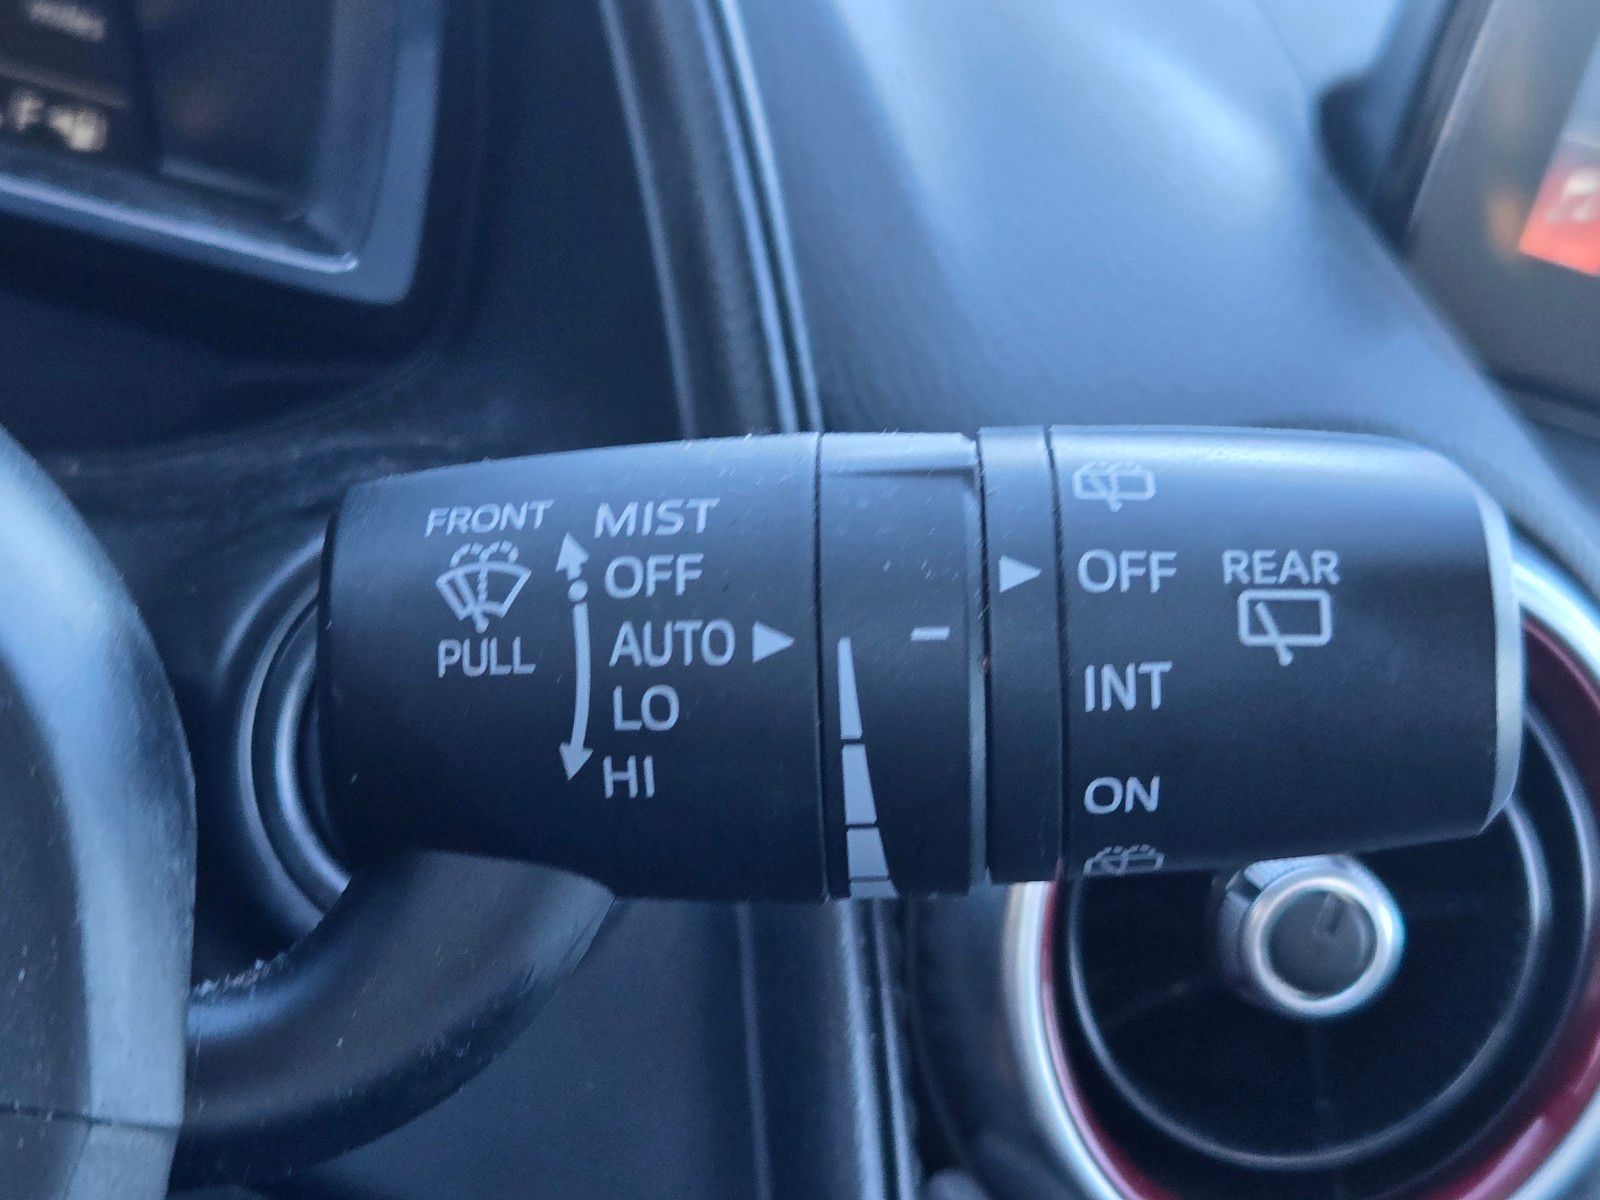 FRONT
PULL
MIST
OFF
AUTO
LO
HI
OFF
INT
ON
REAR